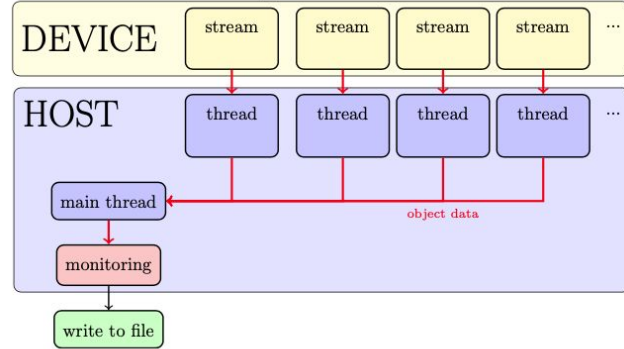 DEVICE
stream
stream
stream
stream
...
HOST
thread
thread
thread
thread
...
main thread
object data
monitoring
write to file